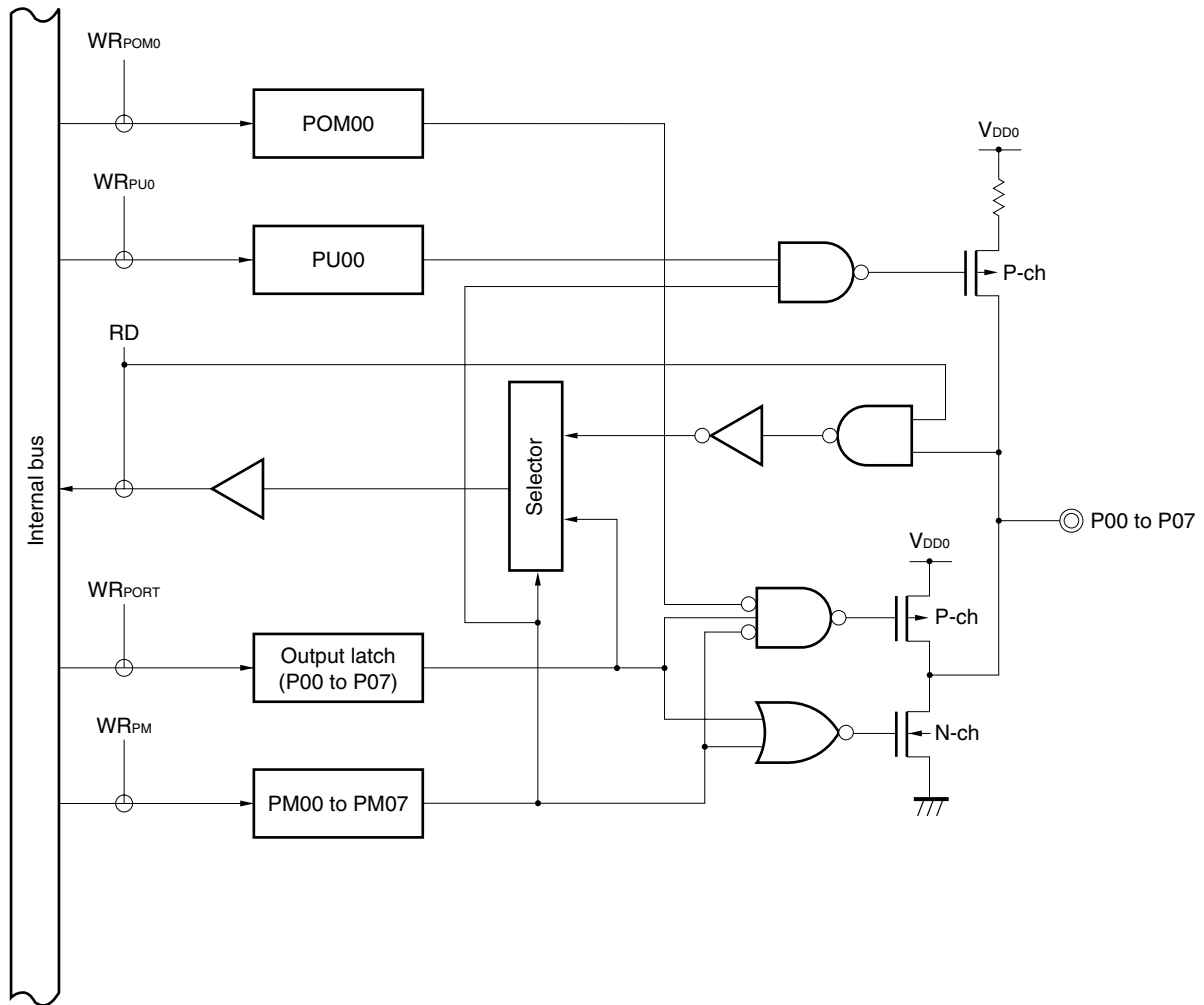 WRPOM0
POM00
VDD0
WRPU0
PU00
P-ch
RD
Selector
Internal bus
P00 to P07
VDD0
WRPORT
P-ch
Output latch
(P00 to P07)
WRPM
N-ch
PM00 to PM07